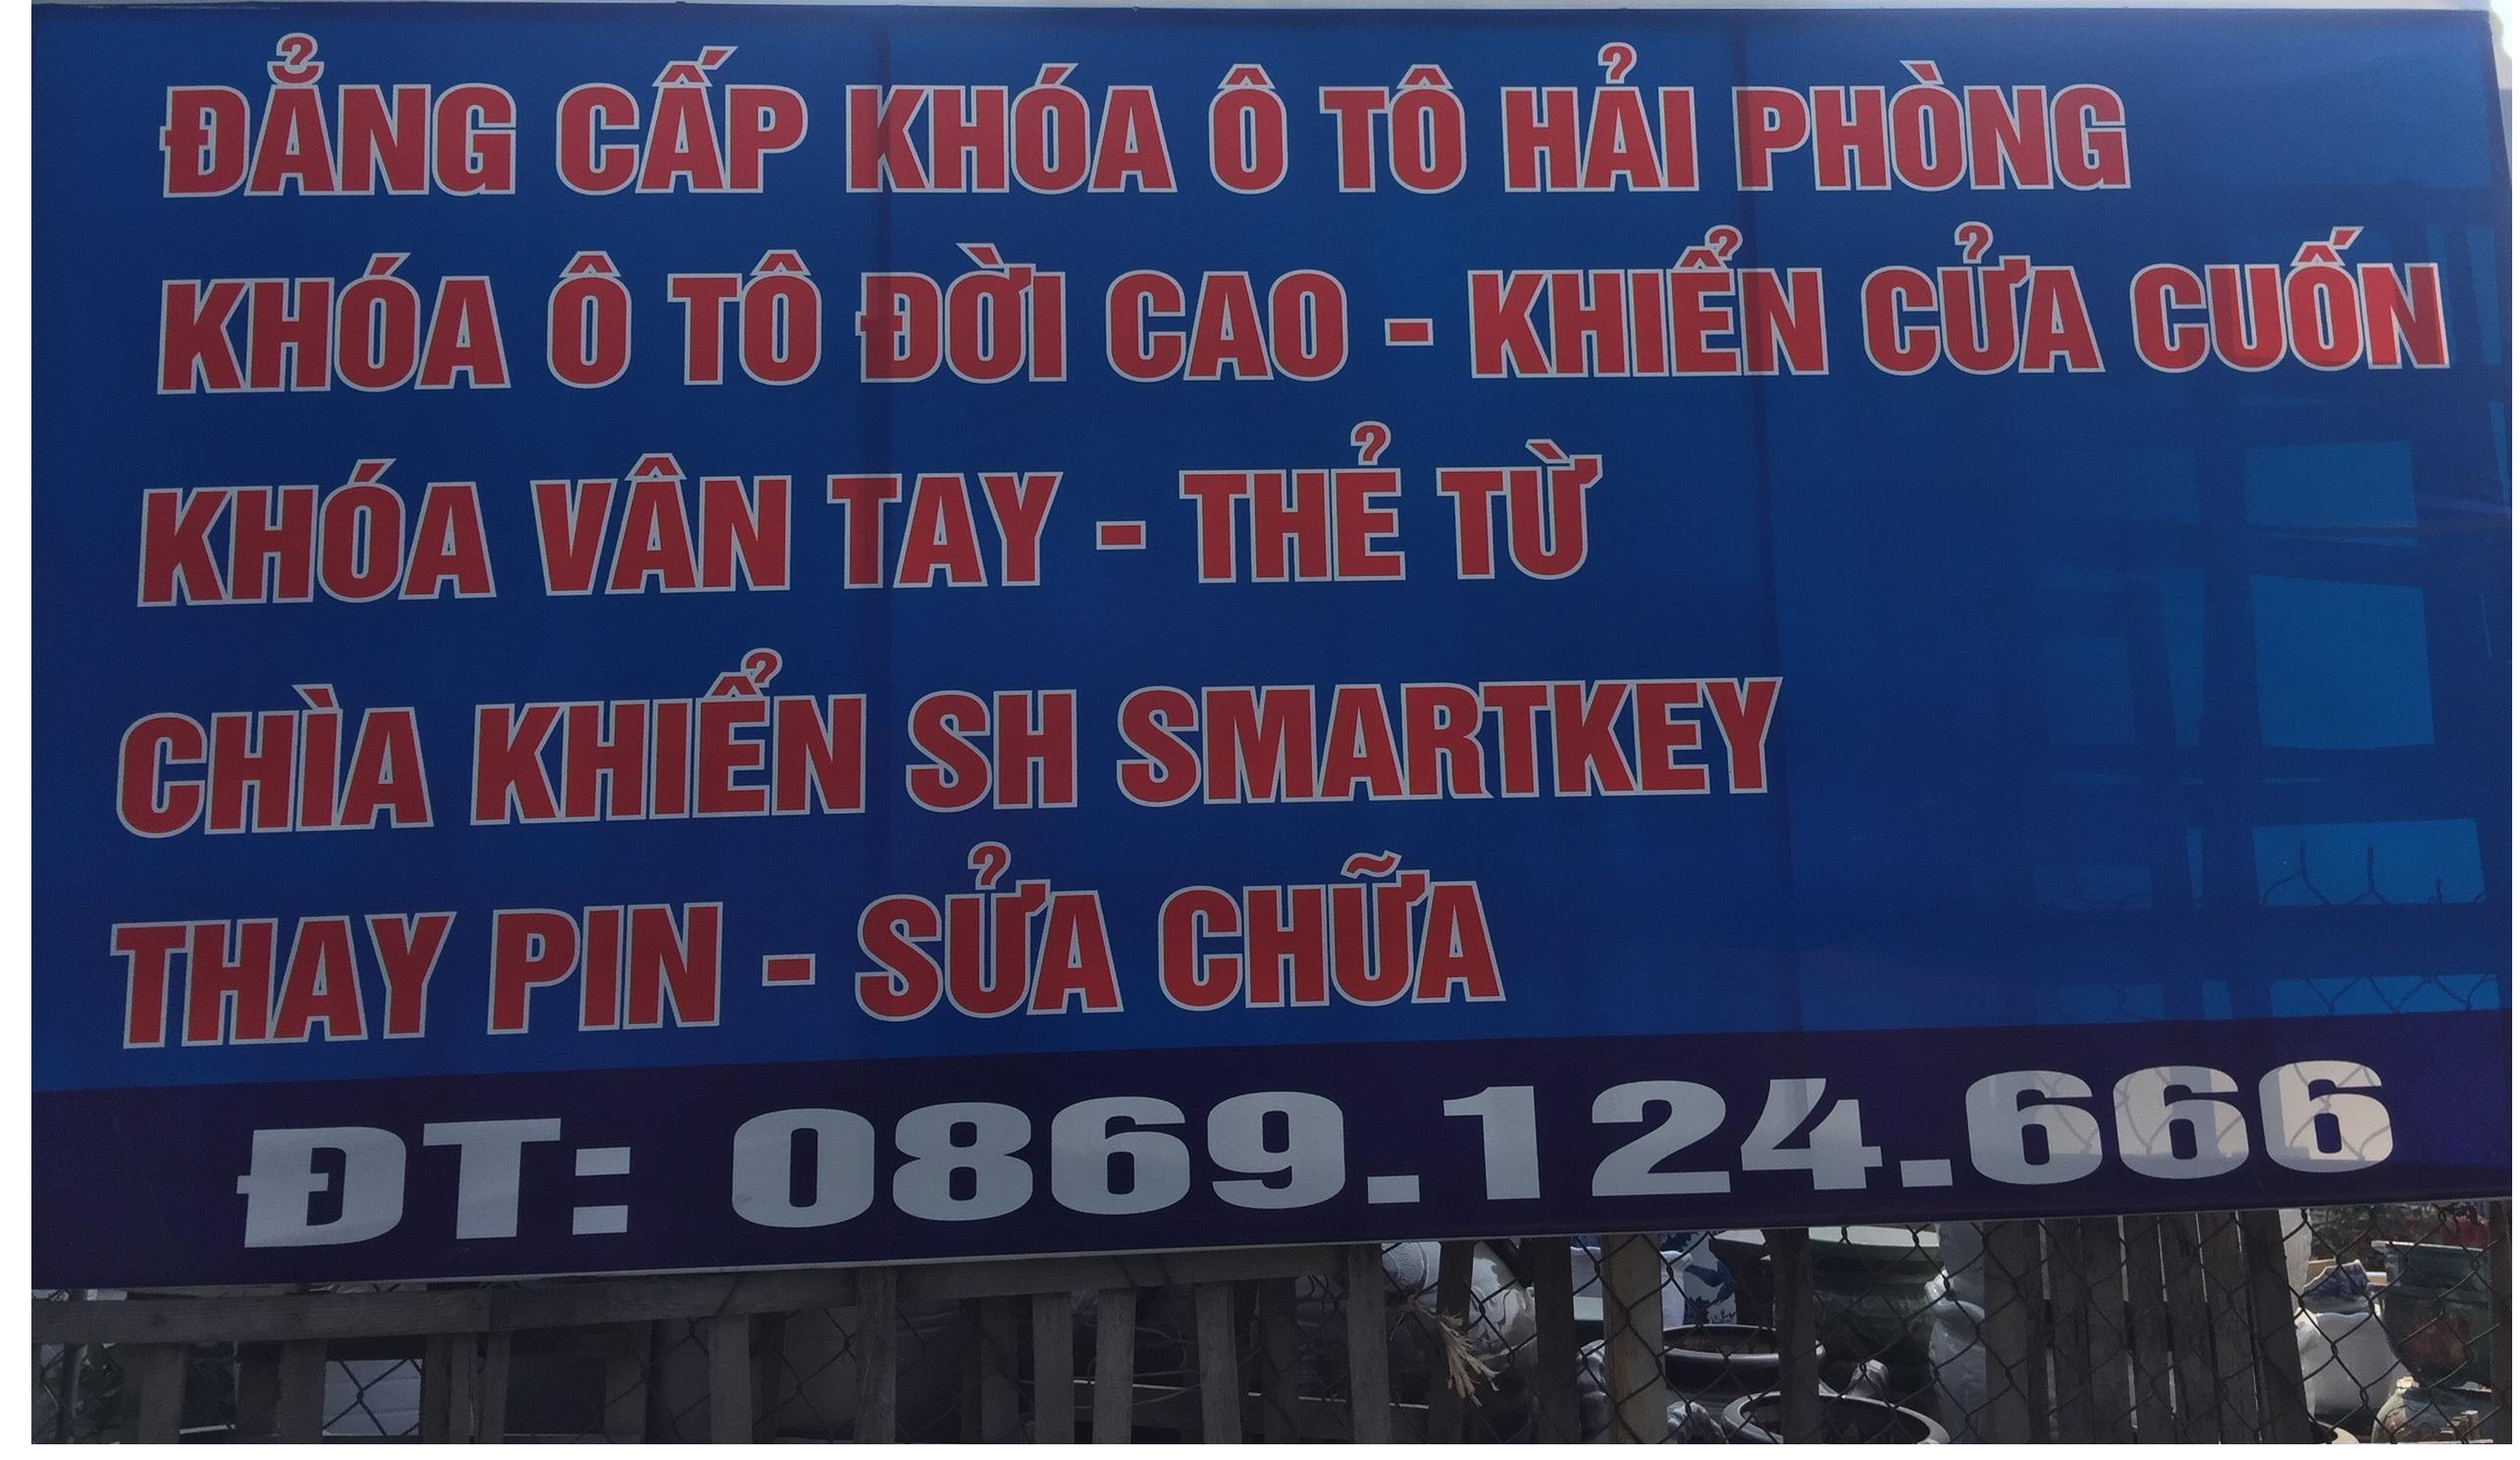 ĐẲNG CẤP KHÓA Ô TÔ HẢI PHÒNG
KHÓA Ô TÔ ĐỜI CAO - KHIỂN CỬA CUỐN
KHÓA VÂN TAY - THẺ TỪ
CHÌA KHIỂN SH SMARTKEY
THAY PIN - SỬA CHỮA
ĐT: 0869.124.666